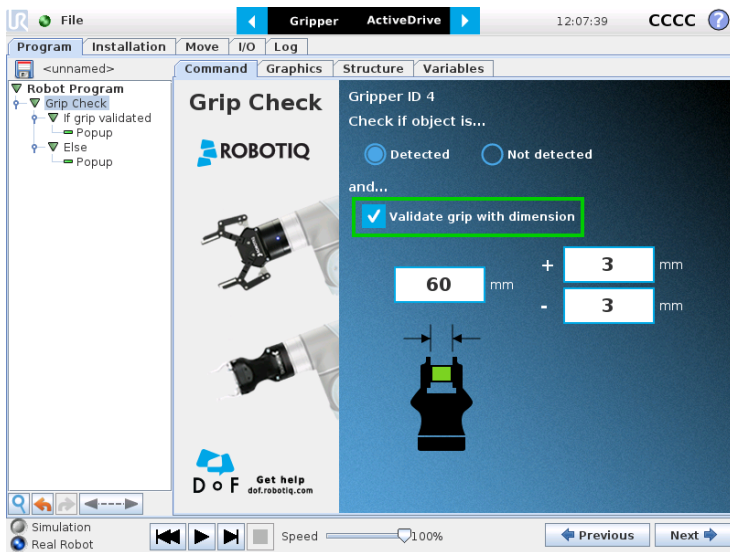 File
Gripper ActiveDrive
12:07:39 CCCC ?
Program Installation Move I/O Log
<unnamed>
Command Graphics Structure Variables
Robot Program
Grip Check
If grip validated
Popup
Else
Popup
Grip Check
ROBOTIQ
DoF Get help
dof.robotiq.com
Gripper ID 4
Check if object is...
Detected Not detected
and...
Validate grip with dimension
60 mm
+ 3 mm
- 3 mm
Simulation
Real Robot
Speed 100%
Previous Next